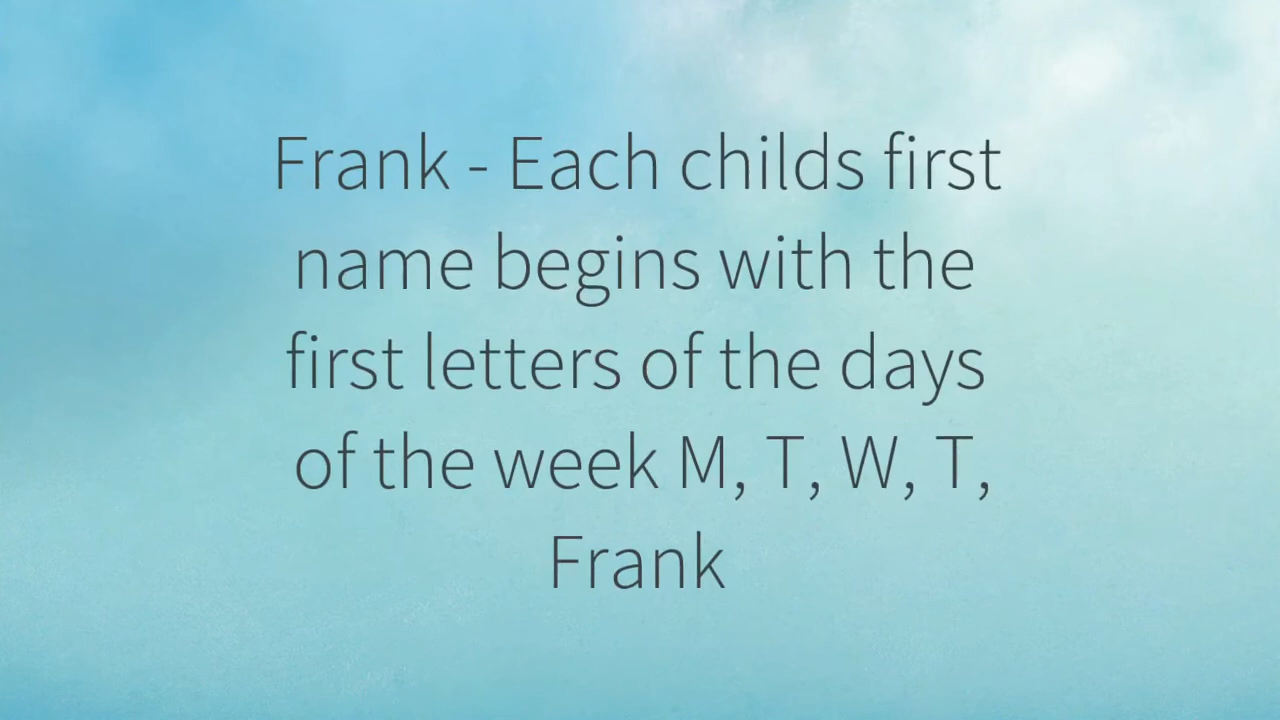 Frank - Each childs first
name begins with the
first letters of the days
of the week M, T, W, T,
Frank